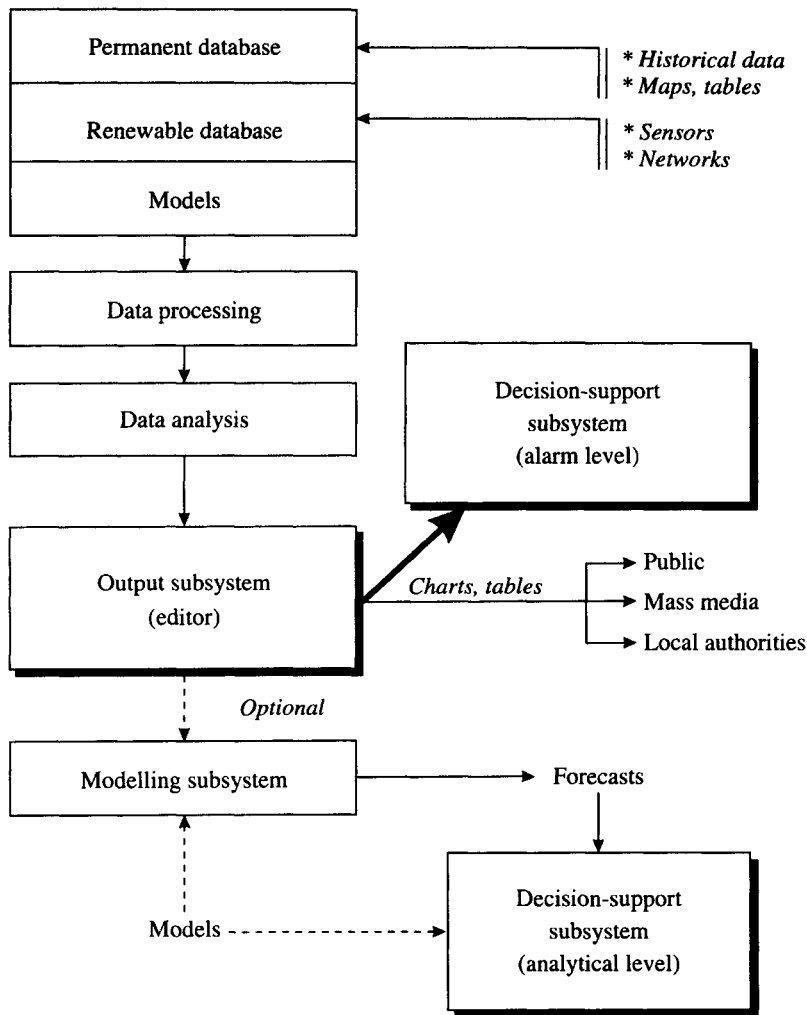 Permanent database
* Historical data
* Maps, tables
Renewable database
* Sensors
* Networks
Models
Data processing
Data analysis
Decision-support
subsystem
(alarm level)
Output subsystem
(editor)
Charts, tables
Public
Mass media
Local authorities
Optional
Modelling subsystem
Forecasts
Models
Decision-support
subsystem
(analytical level)